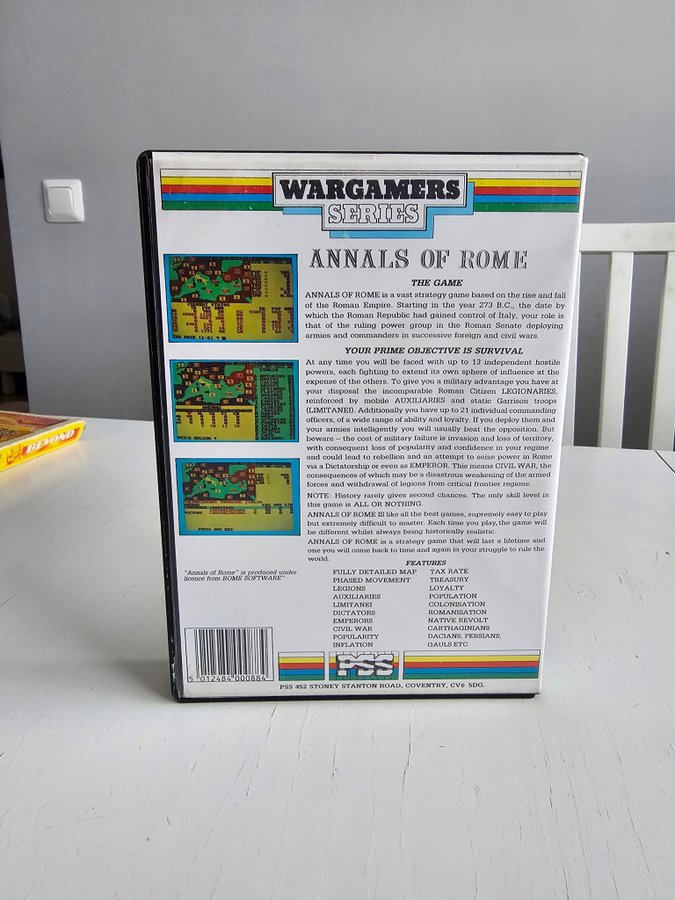 WARGAMERS
SERIES
ANNALS OF ROME
THE GAME
ANNALS OF ROME is a vast strategy game based on the rise and fall
of the Roman Empire. Starting in the year 273 B.C., the date by
which the Roman Republic had gained control of Italy, your role is
that of the ruling power group in the Roman Senate deploying
armies and commanders in successive foreign and civil wars.
YOUR PRIME OBJECTIVE IS SURVIVAL
At any time you will be faced with up to 13 independent hostile
powers, each fighting to extend its own sphere of influence at the
expense of the others. To give you a military advantage you have at
your disposal the incomparable Roman Citizen LEGIONARIES,
reinforced by mobile AUXILIARIES and static Garrison troops
(LIMITANEI). Additionally you have up to 21 individual commanding
officers, of a wide range of ability and loyalty. If you deploy them and
your armies intelligently you will usually beat the opposition. But
beware – the cost of military failure is invasion and loss of territory,
with consequent loss of popularity and confidence in your regime
and could lead to rebellion and an attempt to seize power in Rome
via a Dictatorship or even as EMPEROR. This means CIVIL WAR, the
consequences of which may be a disastrous weakening of the armed
forces and withdrawal of legions from critical frontier regions.
NOTE: History rarely gives second chances. The only skill level in
this game is ALL OR NOTHING.
ANNALS OF ROME IS like all the best games, supremely easy to play
but extremely difficult to master. Each time you play, the game will
be different whilst always being historically realistic.
ANNALS OF ROME is a strategy game that will last a lifetime and
one you will come back to time and again in your struggle to rule the
world.
"Annals of Rome" is produced under
licence from ROME SOFTWARE"
FEATURES
FULLY DETAILED MAP TAX RATE
PHASED MOVEMENT TREASURY
LEGIONS LOYALTY
AUXILIARIES POPULATION
LIMITANEI COLONISATION
DICTATORS ROMANISATION
EMPERORS NATIVE REVOLT
CIVIL WAR CARTHAGINIANS
POPULARITY DACIANS, PERSIANS,
INFLATION GAULS ETC
5 012484 000884
PSS
PSS 452 STONEY STANTON ROAD, COVENTRY, CV6 5DG.
BEYOND